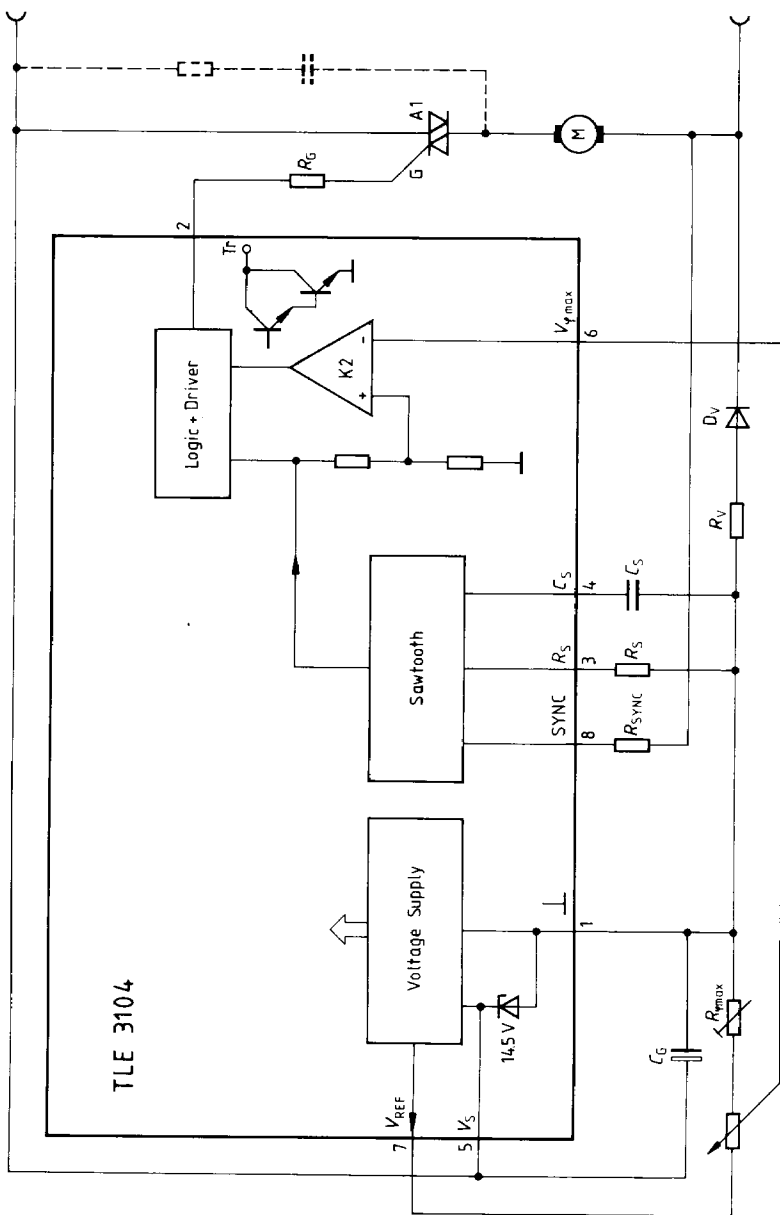 TLE 3104
Voltage Supply
14.5 V
7
V_REF
5
V_S
1
C_G
R_φmax
Sawtooth
SYNC
8
R_SYNC
R_S
3
R_S
C_S
4
C_S
R_V
D_V
Logic + Driver
K2
+
-
Tr
V_φmax
6
2
R_G
G
A1
M